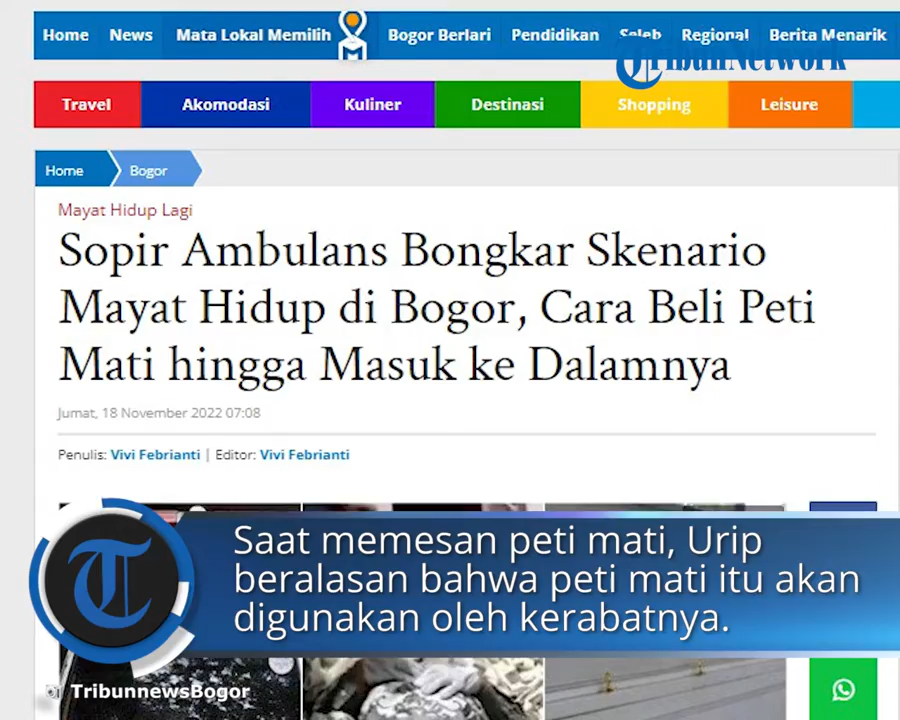 Home News Mata Lokal Memilih Bogor Berlari Pendidikan Seleb Regional Berita Menarik
TribunNetwork
Travel Akomodasi Kuliner Destinasi Shopping Leisure
Home Bogor
Mayat Hidup Lagi
Sopir Ambulans Bongkar Skenario
Mayat Hidup di Bogor, Cara Beli Peti
Mati hingga Masuk ke Dalamnya
Jumat, 18 November 2022 07:08
Penulis: Vivi Febrianti | Editor: Vivi Febrianti
Saat memesan peti mati, Urip
beralasan bahwa peti mati itu akan
digunakan oleh kerabatnya.
T
TribunnewsBogor